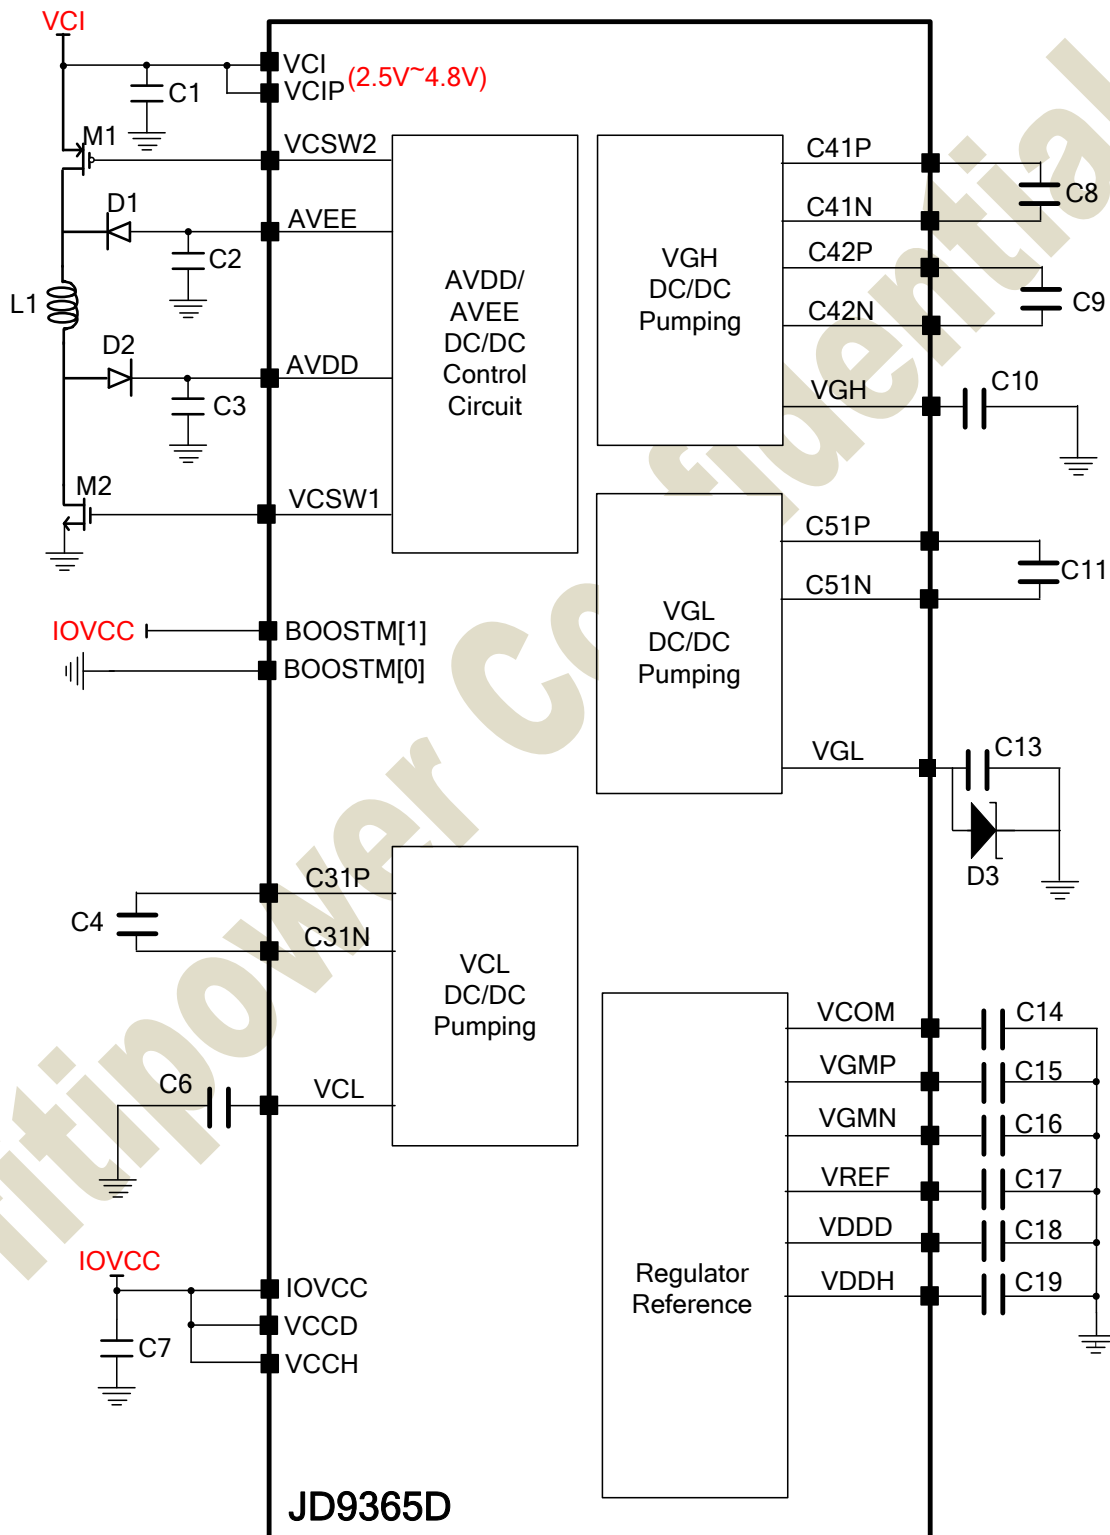 VCI
VCI
VCIP
(2.5V~4.8V)
C1
M1
VCSW2
D1
AVEE
C2
L1
D2
AVDD
C3
M2
VCSW1
AVDD/
AVEE
DC/DC
Control
Circuit
VGH
DC/DC
Pumping
C41P
C41N
C8
C42P
C42N
C9
VGH
C10
IOVCC
BOOSTM[1]
BOOSTM[0]
VGL
DC/DC
Pumping
C51P
C51N
C11
VGL
C13
D3
C31P
C4
C31N
VCL
DC/DC
Pumping
C6
VCL
Regulator
Reference
VCOM
C14
VGMP
C15
VGMN
C16
VREF
C17
VDDD
C18
VDDH
C19
IOVCC
IOVCC
VCCD
VCCH
C7
JD9365D
fitipower Confidential